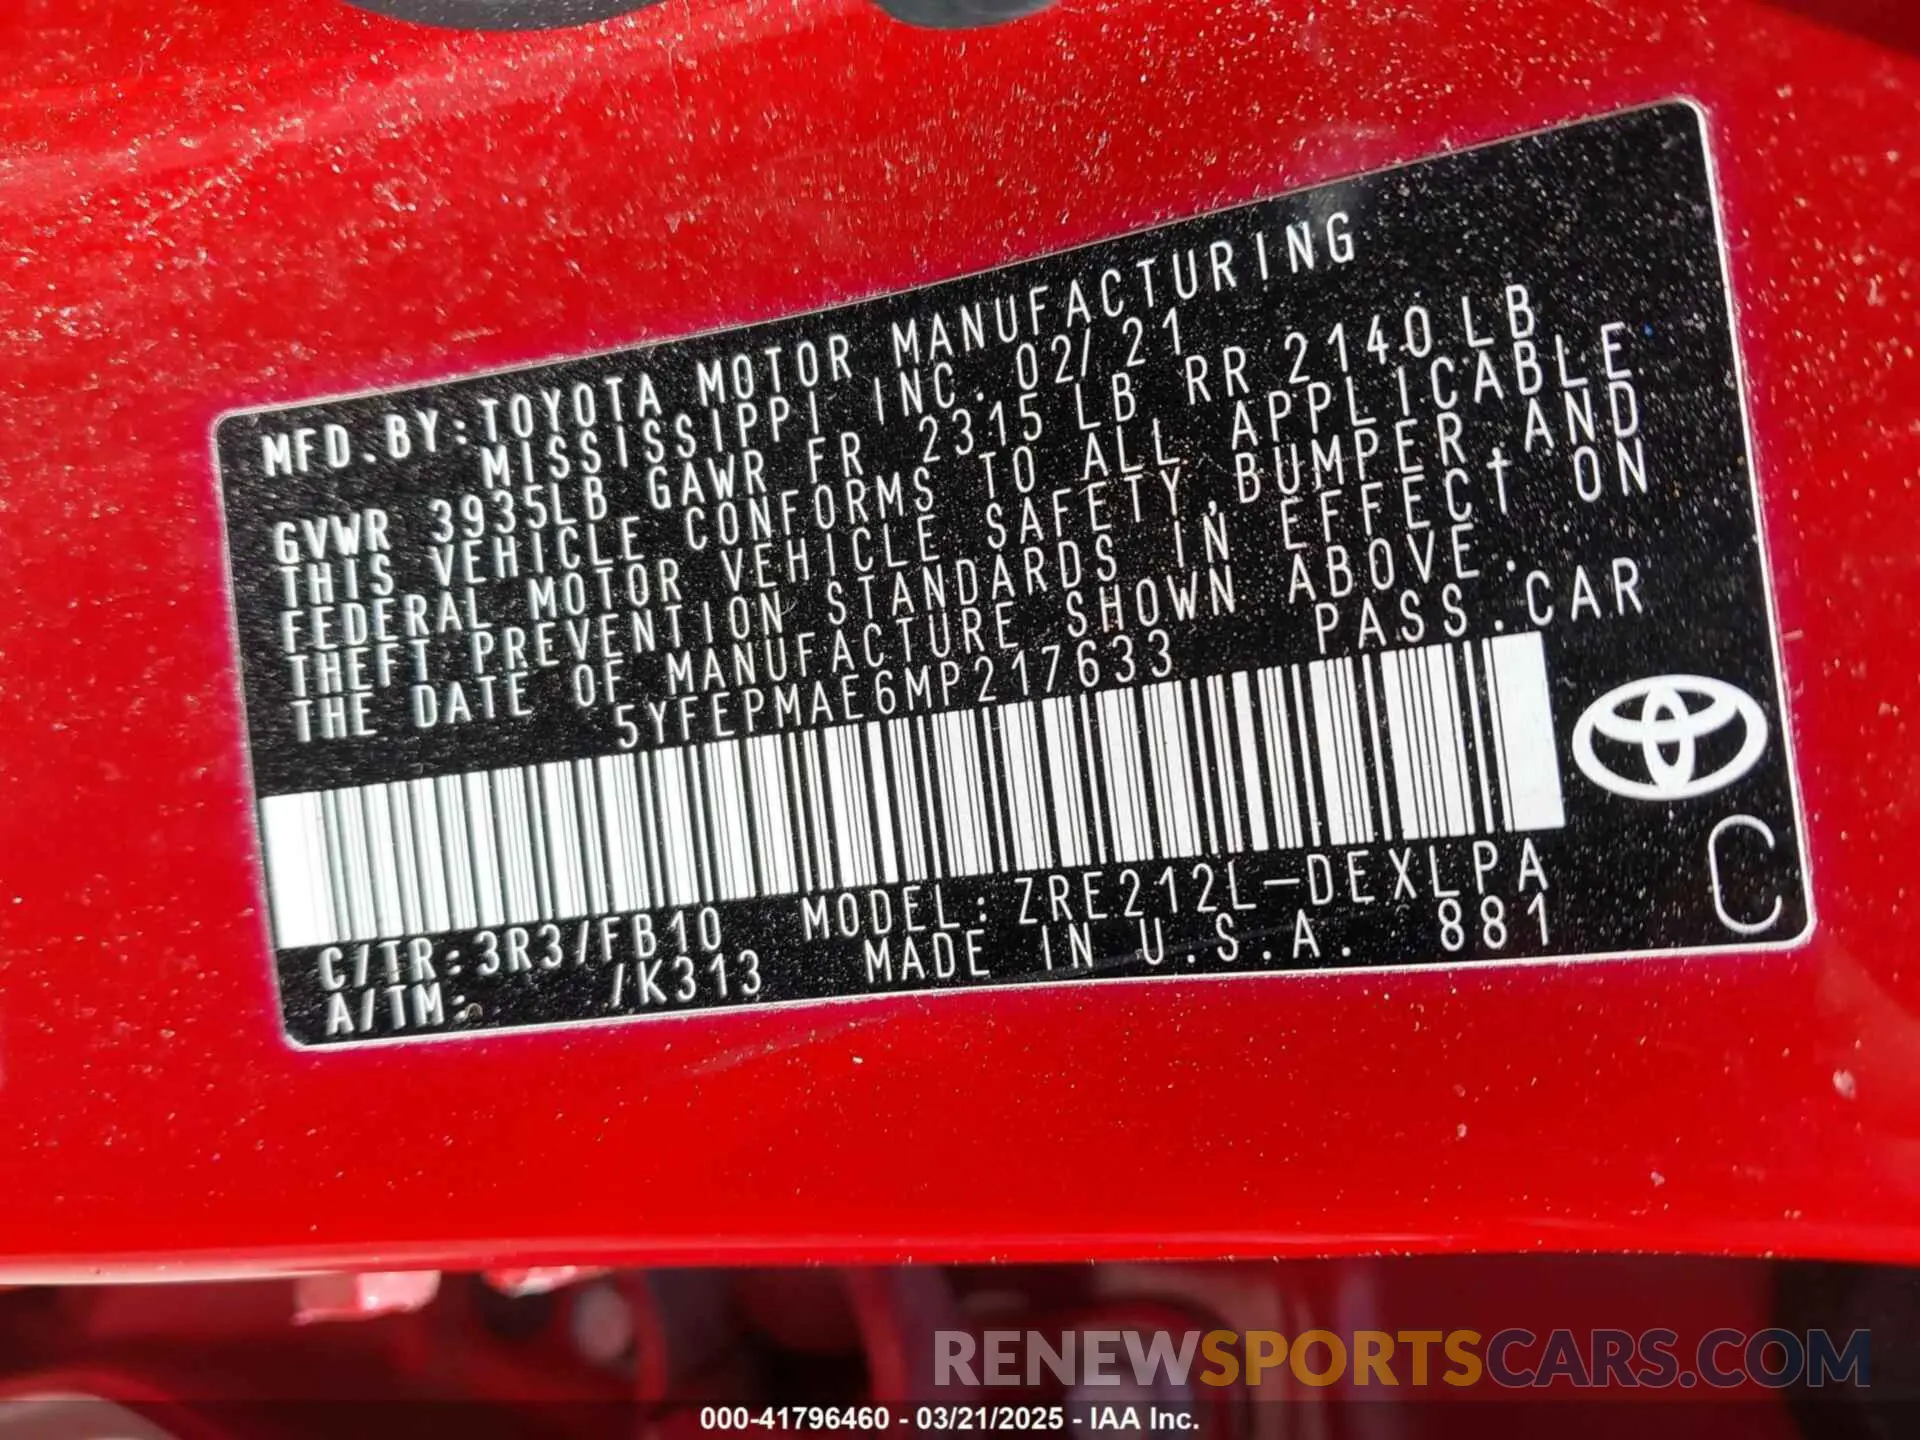 MFD.BY:TOYOTA MOTOR MANUFACTURING
MISSISSIPPI INC. 02/21
GVWR 3935LB GAWR FR 2315 LB RR 2140 LB
THIS VEHICLE CONFORMS TO ALL APPLICABLE
FEDERAL MOTOR VEHICLE SAFETY,BUMPER,AND
THEFT PREVENTION STANDARDS IN EFFECT ON
THE DATE OF MANUFACTURE SHOWN ABOVE.
5YFEPMAE6MP217633 PASS.CAR
C/TR:3R3/FB10 MODEL: ZRE212L-DEXLPA
A/TM: /K313 MADE IN U.S.A. 881
C
RENEWSPORTSCARS.COM
000-41796460 - 03/21/2025 - IAA Inc.